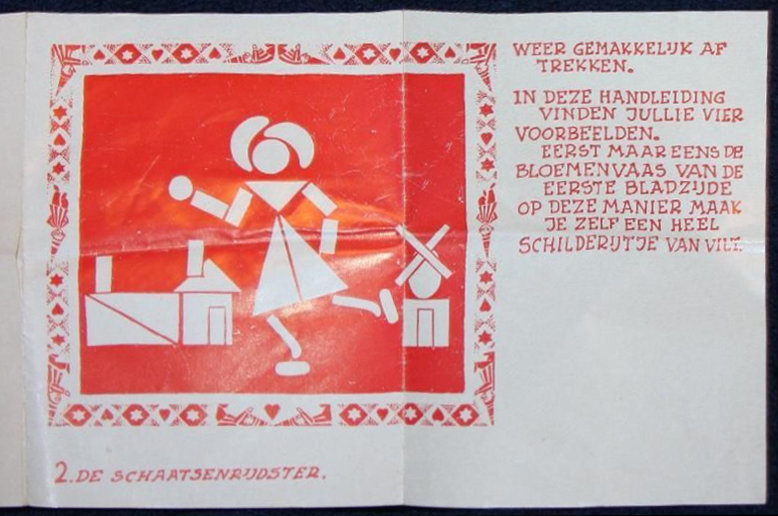 WEER GEMAKKELIJK AF
TREKKEN.
IN DEZE HANDLEIDING
VINDEN JULLIE VIER
VOORBEELDEN.
EERST MAAR EENS DE
BLOEMENVAAS VAN DE
EERSTE BLADZIJDE
OP DEZE MANIER MAAK
JE ZELF EEN HEEL
SCHILDERIJTJE VAN VILT.
2. DE SCHAATSENRIJDSTER.